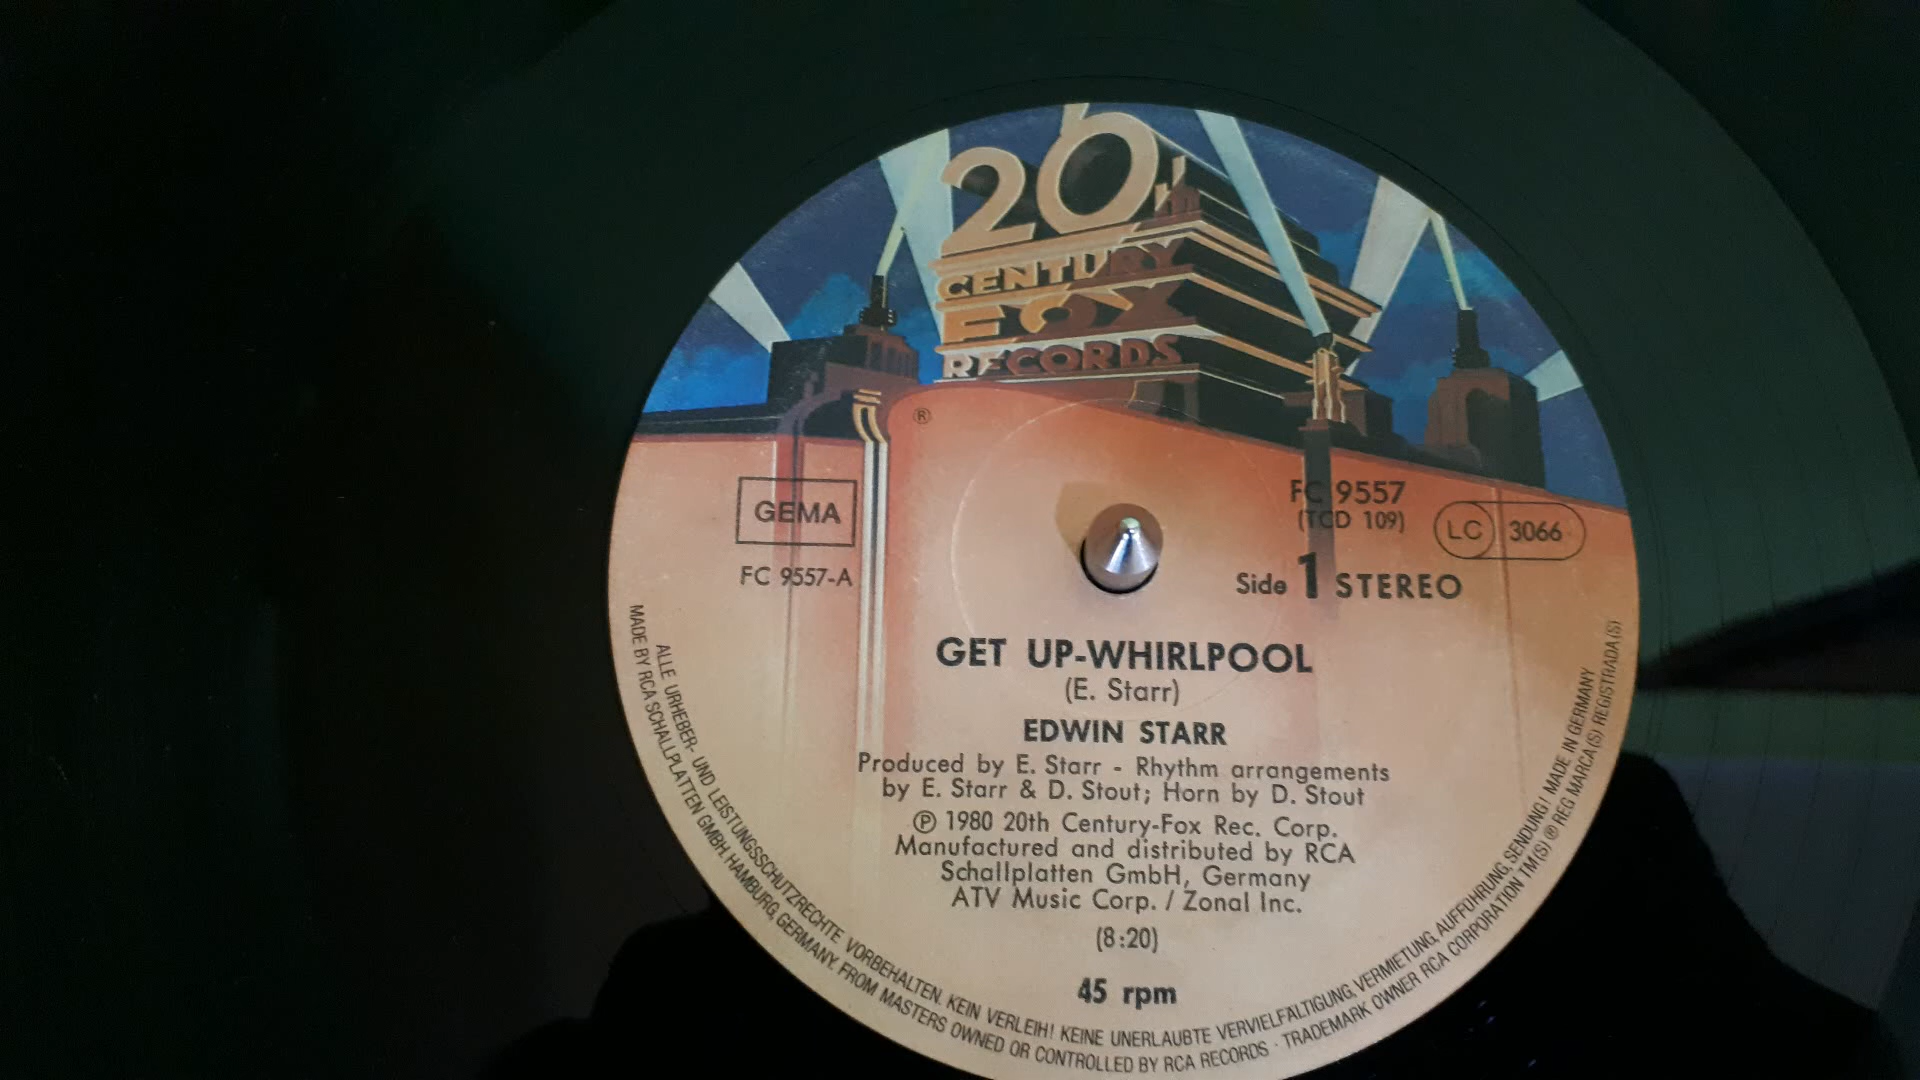 20th
CENTURY
FOX
RECORDS
®
GEMA
FC 9557-A
FC 9557
(TCD 109)
LC 3066
Side 1 STEREO
GET UP-WHIRLPOOL
(E. Starr)
EDWIN STARR
Produced by E. Starr - Rhythm arrangements
by E. Starr & D. Stout; Horn by D. Stout
℗ 1980 20th Century-Fox Rec. Corp.
Manufactured and distributed by RCA
Schallplatten GmbH, Germany
ATV Music Corp. / Zonal Inc.
(8:20)
45 rpm
ALLE URHEBER- UND LEISTUNGSSCHUTZRECHTE VORBEHALTEN. KEIN VERLEIH! KEINE UNERLAUBTE VERVIELFÄLTIGUNG, VERMIETUNG, AUFFÜHRUNG, SENDUNG! MADE IN GERMANY
MADE BY RCA SCHALLPLATTEN GMBH. HAMBURG, GERMANY. FROM MASTERS OWNED OR CONTROLLED BY RCA RECORDS · TRADEMARK OWNER RCA CORPORATION TM(S) ® REG MARCA(S) REGISTRADA(S)